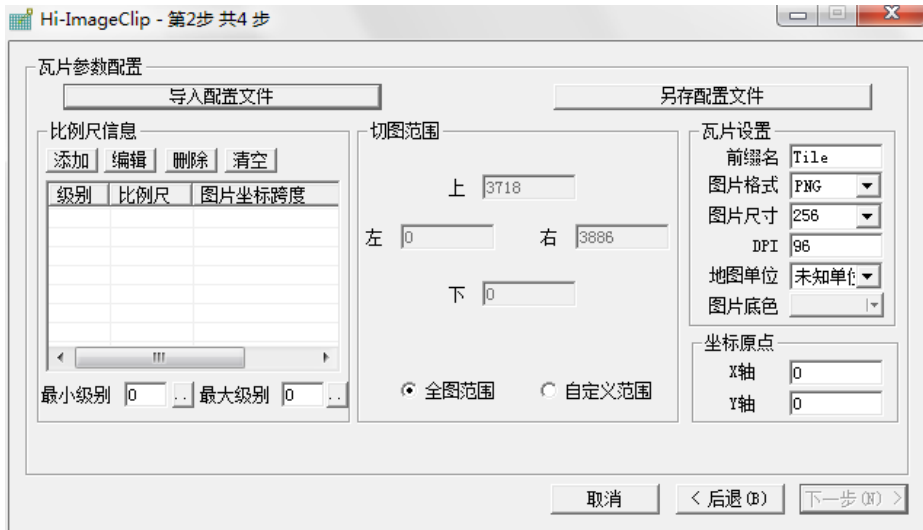 Hi-ImageClip - 第2步 共4 步
瓦片参数配置
导入配置文件 另存配置文件
比例尺信息 切图范围 瓦片设置
添加 编辑 删除 清空 前缀名 Tile
级别 比例尺 图片坐标跨度 上 3718 图片格式 PNG
图片尺寸 256
左 0 右 3886 DPI 96
地图单位 未知单位
下 0 图片底色
坐标原点
X轴 0
最小级别 0 .. 最大级别 0 .. 全图范围 自定义范围
Y轴 0
取消 < 后退(B) 下一步(N) >